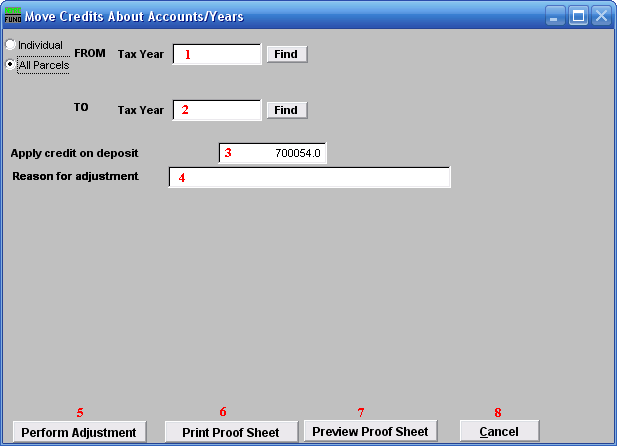 FUND Move Credits About Accounts/Years
Individual
All Parcels
FROM Tax Year 1 Find
TO Tax Year 2 Find
Apply credit on deposit 3 700054.0
Reason for adjustment 4
5 6 7 8
Perform Adjustment Print Proof Sheet Preview Proof Sheet Cancel